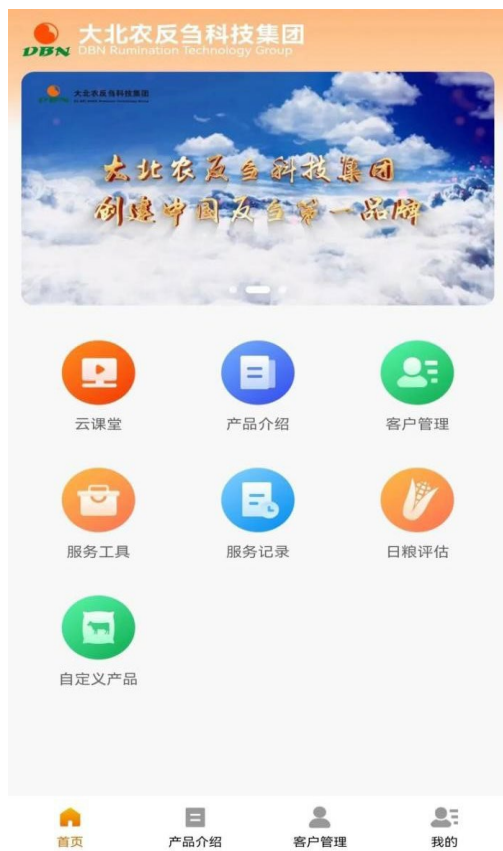 大北农反刍科技集团
DBN
DBN Rumination Technology Group
大北农反刍科技集团
大北农反刍科技集团
创建中国反刍第一品牌
云课堂
产品介绍
客户管理
服务工具
服务记录
日粮评估
自定义产品
首页
产品介绍
客户管理
我的